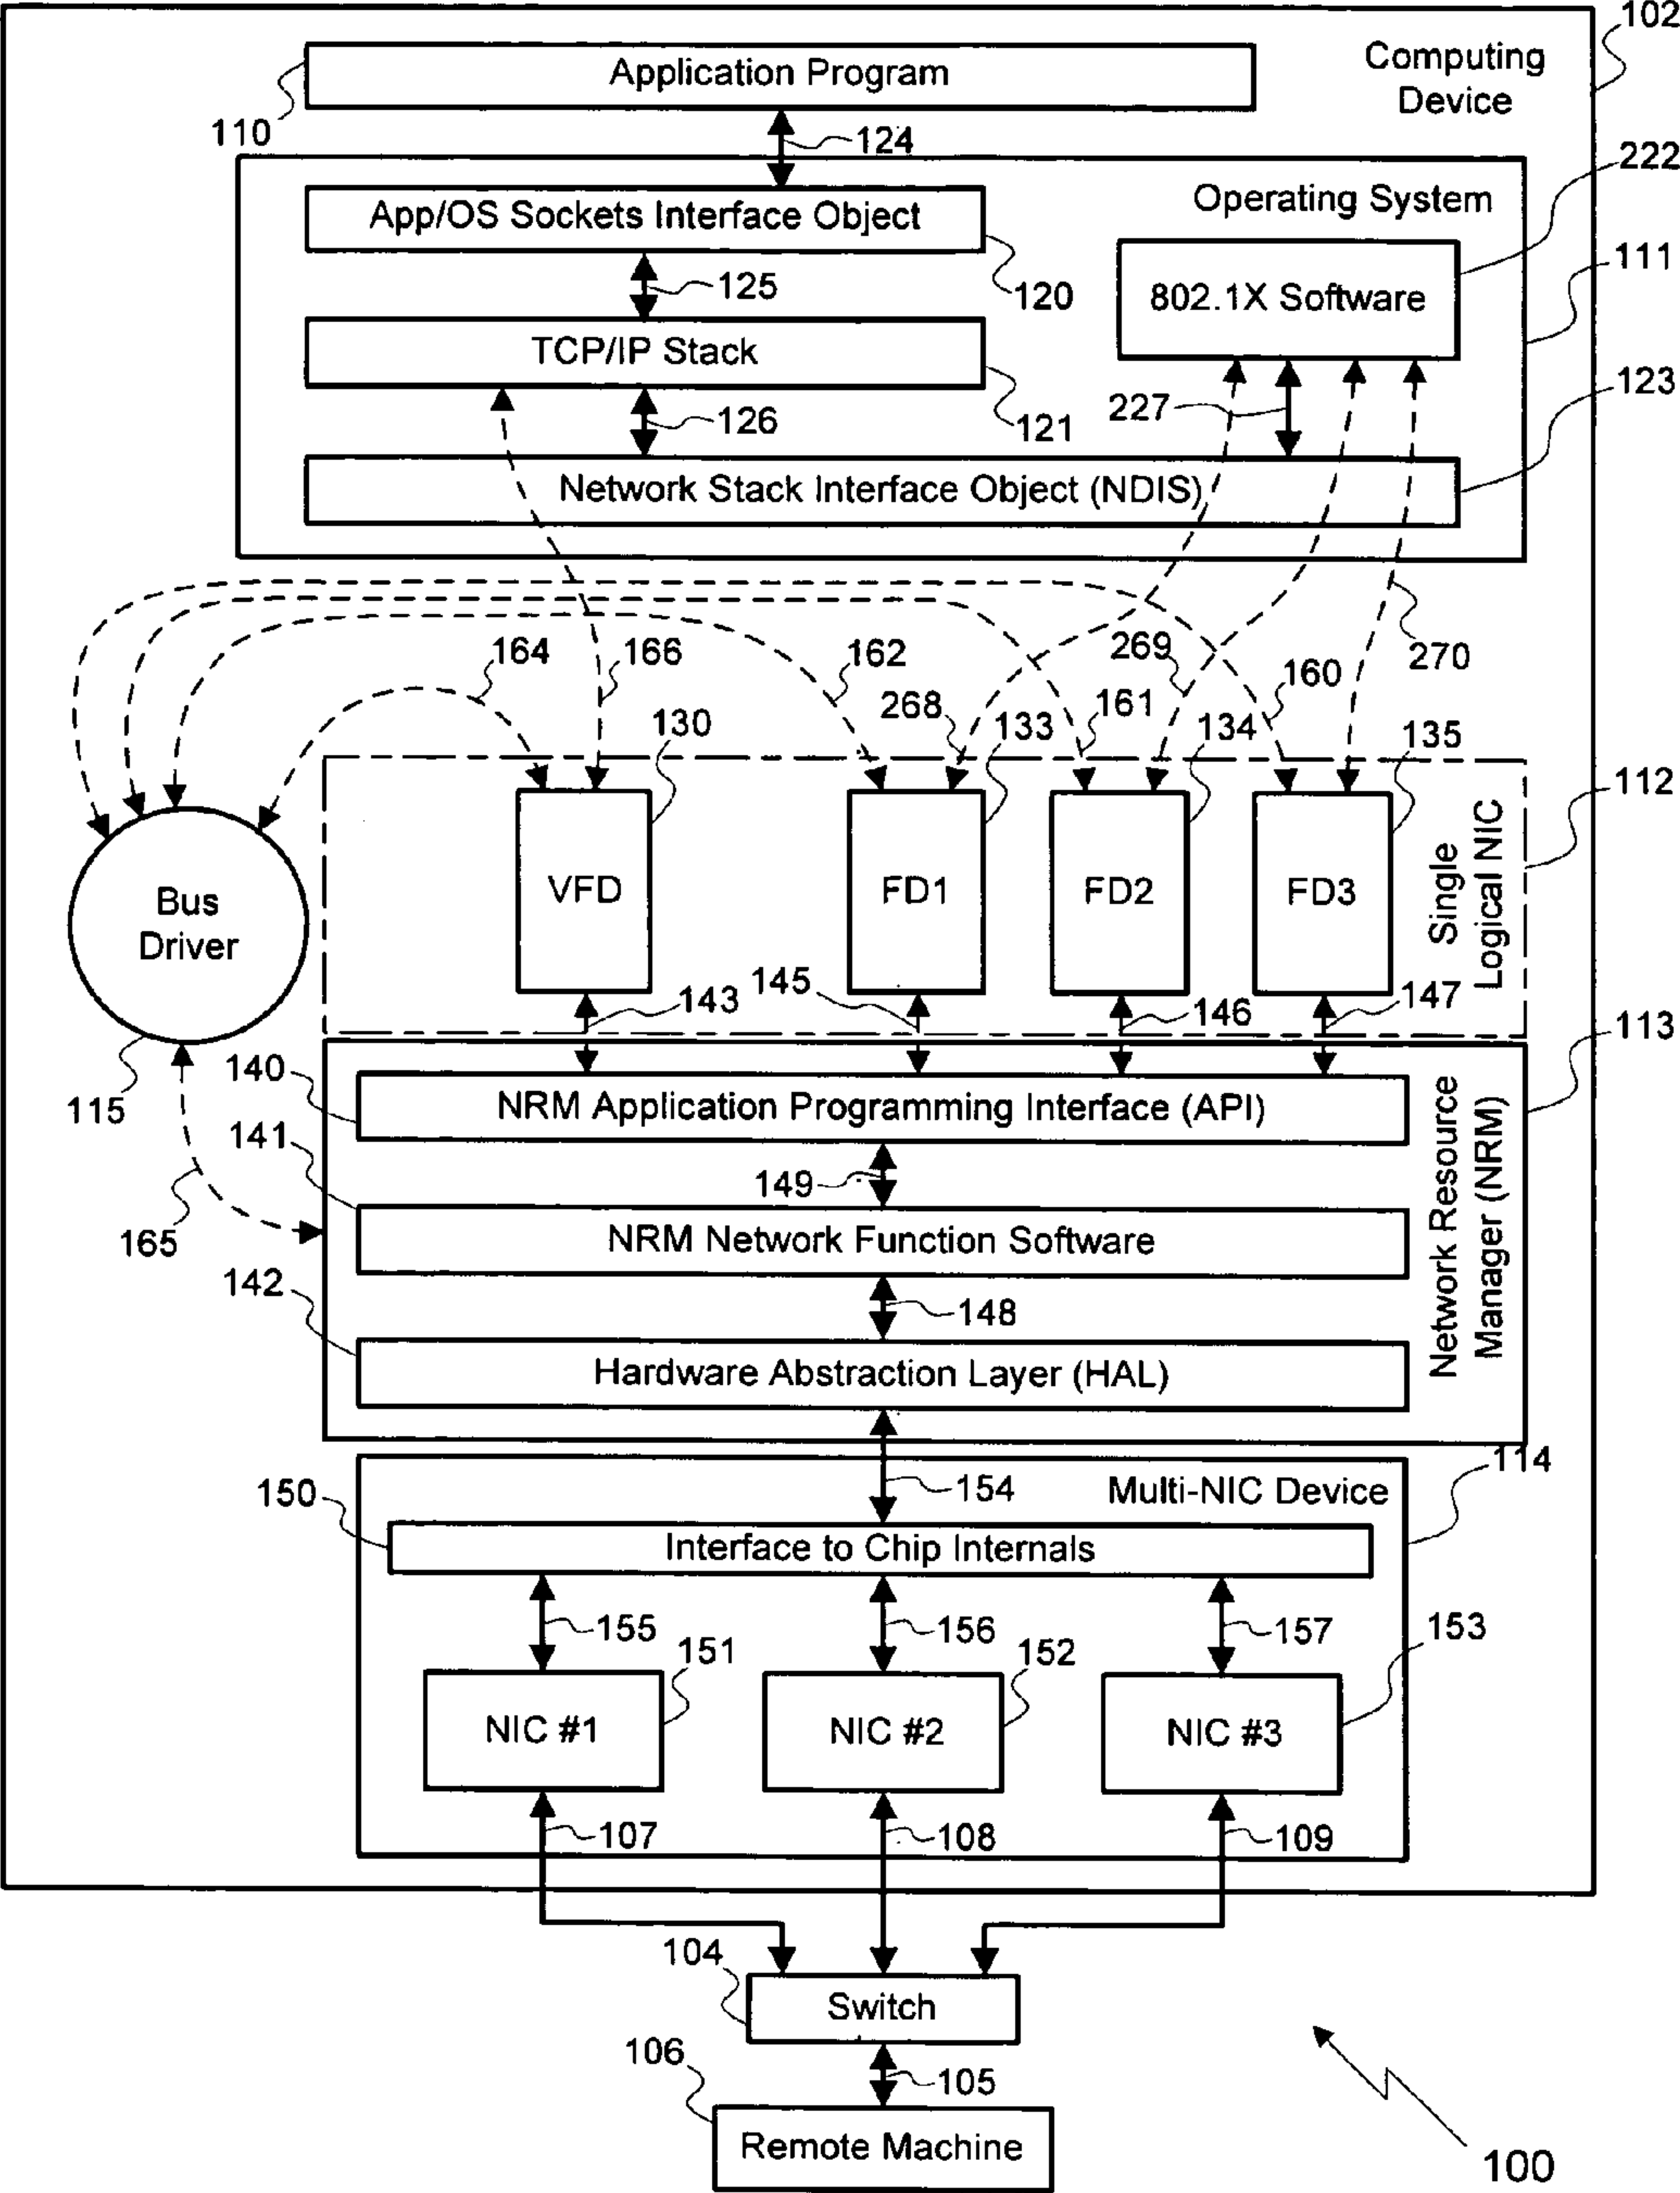 102
Computing
Device
Application Program
110
124
222
Operating System
App/OS Sockets Interface Object
111
120
125
802.1X Software
TCP/IP Stack
123
227
126
121
Network Stack Interface Object (NDIS)
164
166
162
269
270
268
161
160
130
133
134
135
112
VFD
FD1
FD2
FD3
Single
Logical NIC
Bus
Driver
143
145
146
147
113
115
140
NRM Application Programming Interface (API)
141
149
Network Resource
Manager (NRM)
165
NRM Network Function Software
142
148
Hardware Abstraction Layer (HAL)
114
150
154
Multi-NIC Device
Interface to Chip Internals
155
156
157
153
151
152
NIC #1
NIC #2
NIC #3
107
108
109
104
Switch
106
105
Remote Machine
100